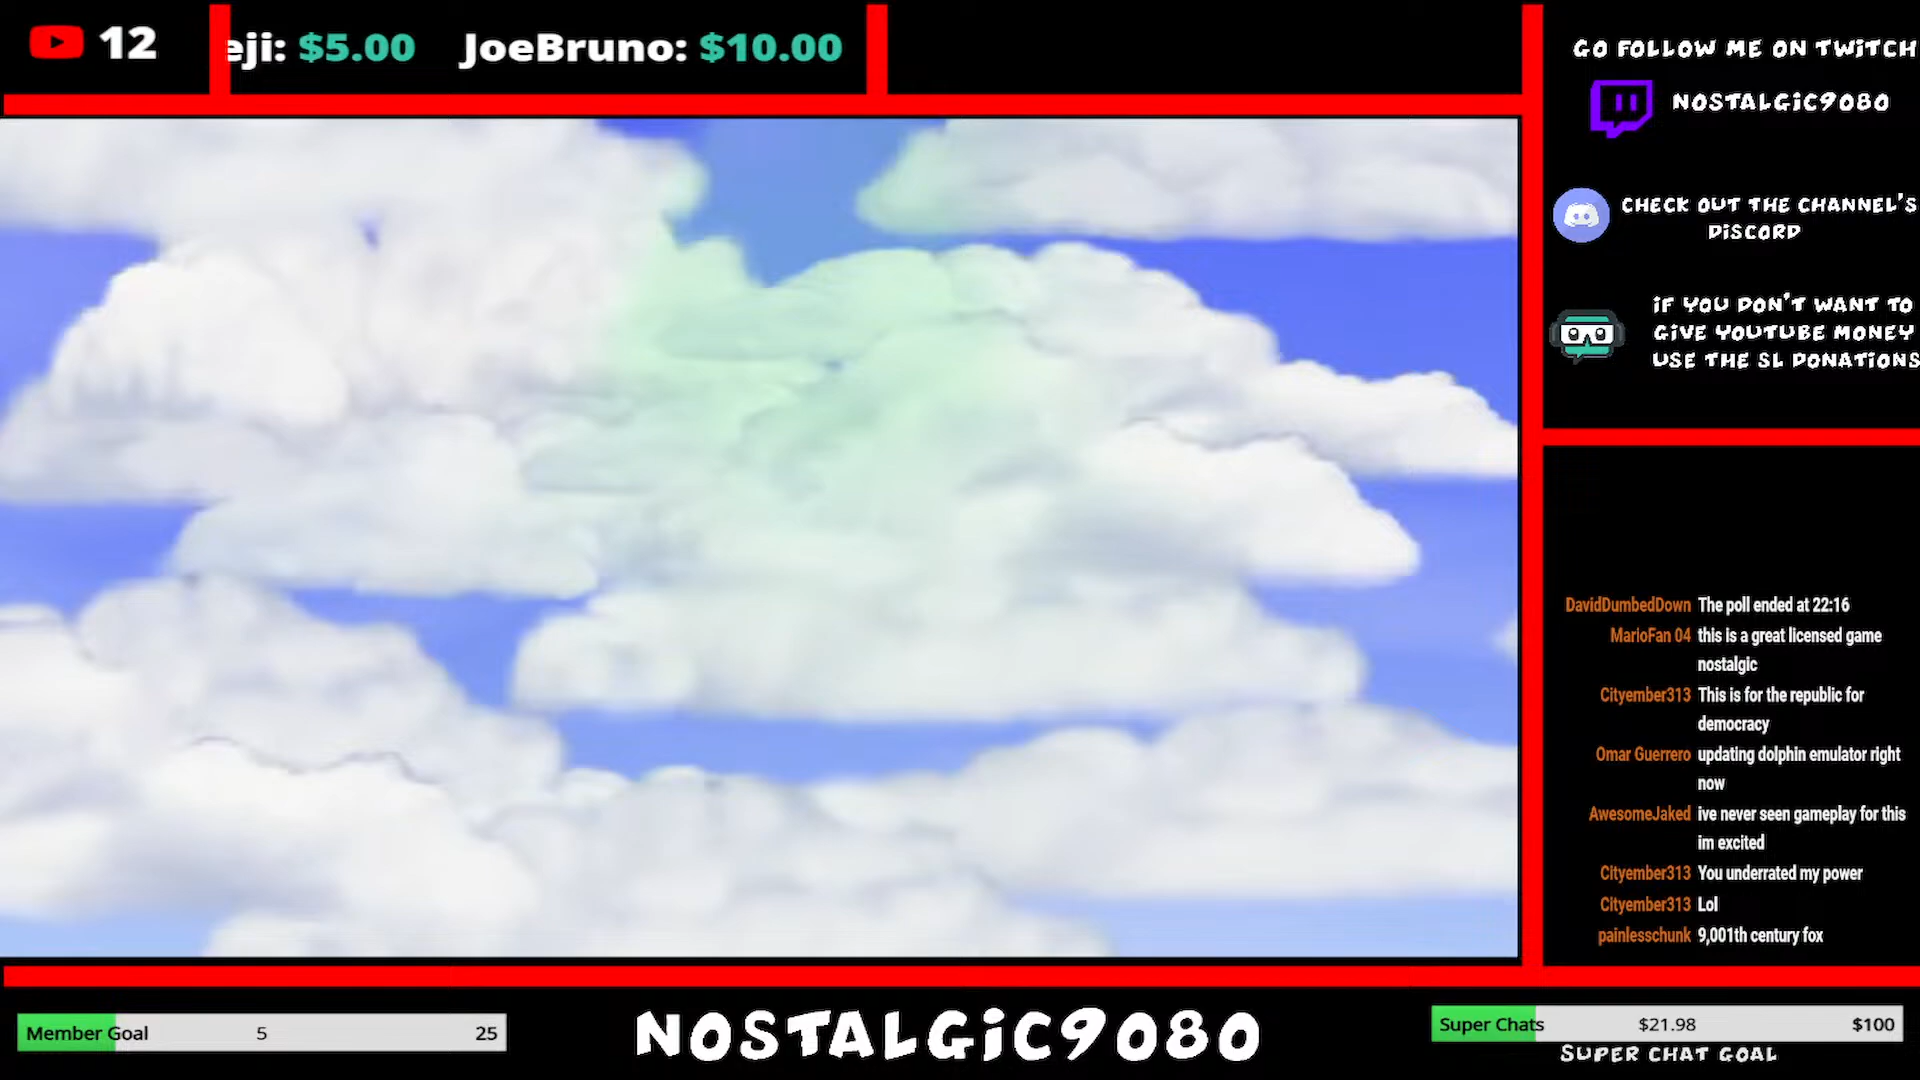 12
eji: $5.00 JoeBruno: $10.00
GO FOLLOW ME ON TWITCH
NOSTALGIC9080
CHECK OUT THE CHANNEL'S
DISCORD
IF YOU DON'T WANT TO
GIVE YOUTUBE MONEY
USE THE SL DONATIONS
DavidDumbedDown The poll ended at 22:16
MarioFan 04 this is a great licensed game
nostalgic
Cityember313 This is for the republic for
democracy
Omar Guerrero updating dolphin emulator right
now
AwesomeJaked ive never seen gameplay for this
im excited
Cityember313 You underrated my power
Cityember313 Lol
painlesschunk 9,001th century fox
Member Goal 5 25
NOSTALGIC9080
Super Chats $21.98 $100
SUPER CHAT GOAL